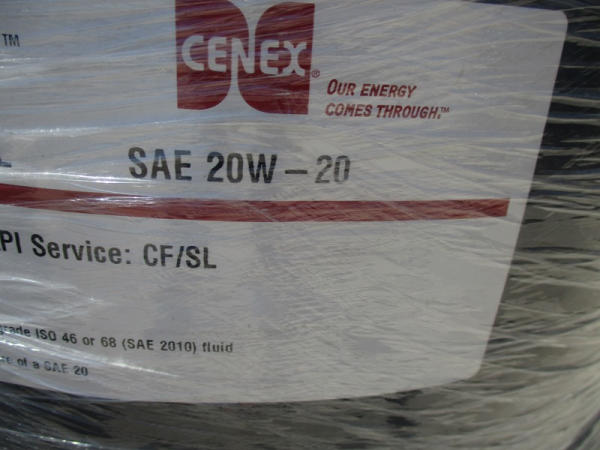 TM
CENEX®
OUR ENERGY
COMES THROUGH.™
L
SAE 20W-20
PI Service: CF/SL
grade ISO 46 or 68 (SAE 2010) fluid
of a SAE 20